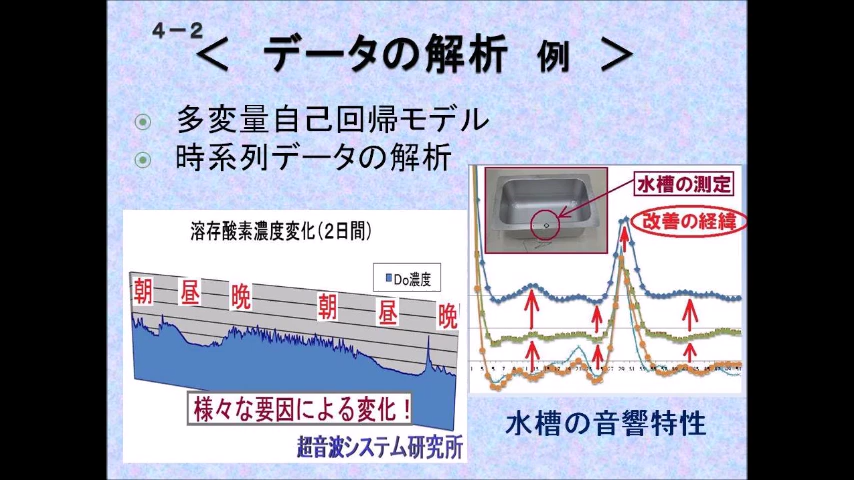 4-2
＜ データの解析 例 ＞
多変量自己回帰モデル
時系列データの解析
溶存酸素濃度変化(2日間)
Do濃度
朝 昼 晩 朝 昼 晩
様々な要因による変化！
超音波システム研究所
水槽の測定
改善の経緯
水槽の音響特性